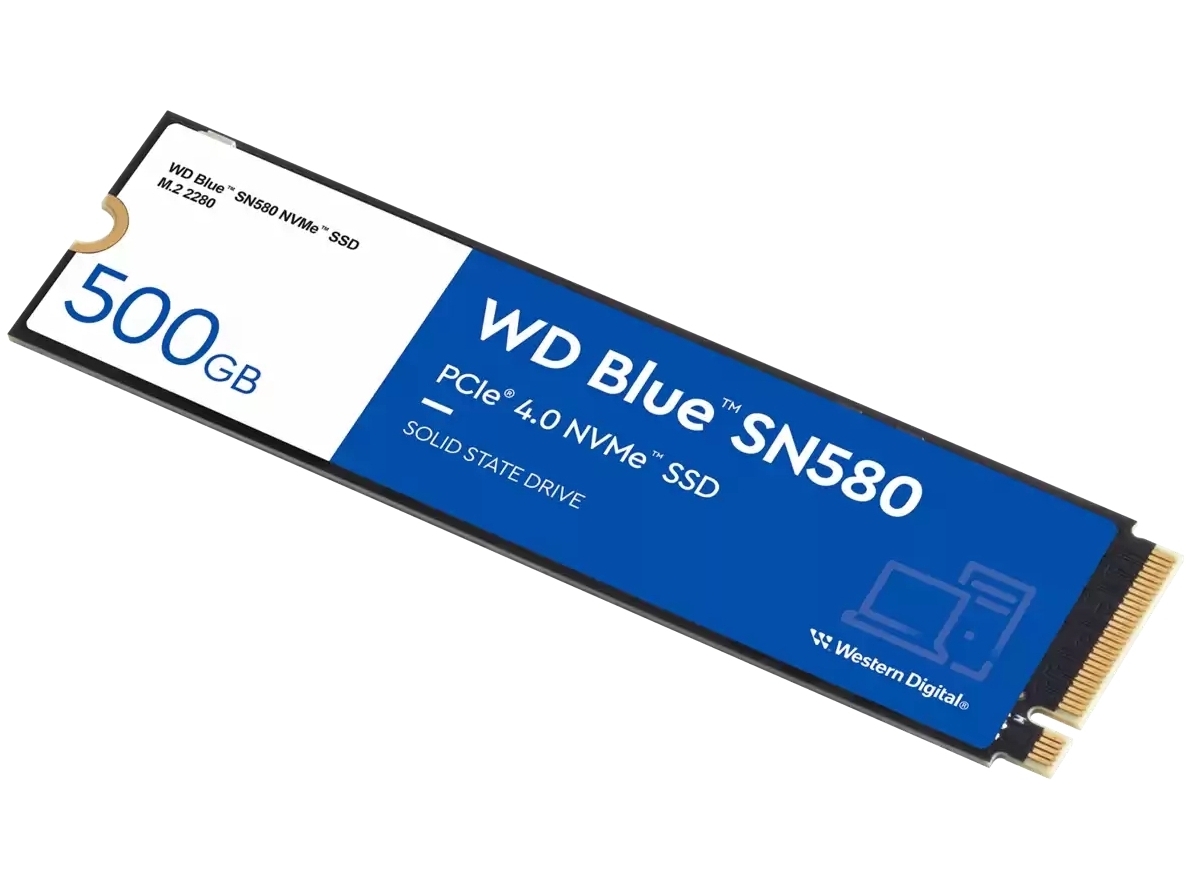 WD Blue™ SN580 NVMe™ SSD
M.2 2280
500GB
WD Blue™ SN580
PCIe® 4.0 NVMe™ SSD
SOLID STATE DRIVE
Western Digital®